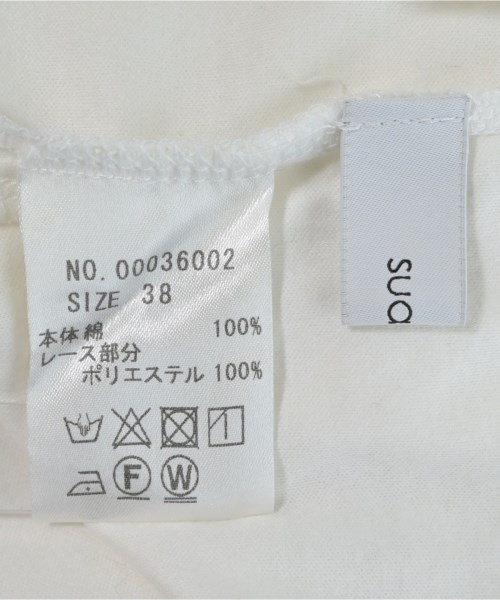 NO. 00036002
SIZE 38
本体綿 100%
レース部分
ポリエステル 100%
F W